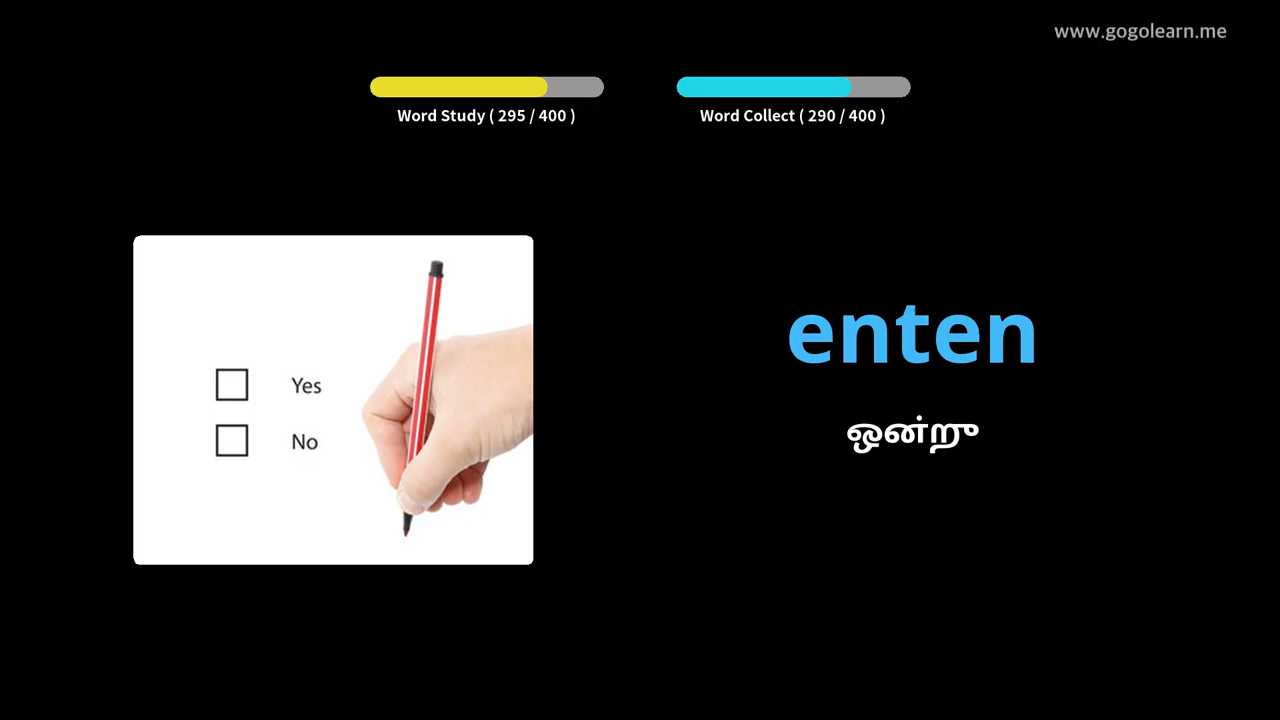 www.gogolearn.me
Word Study ( 295 / 400 )
Word Collect ( 290 / 400 )
Yes
No
enten
ஒன்று